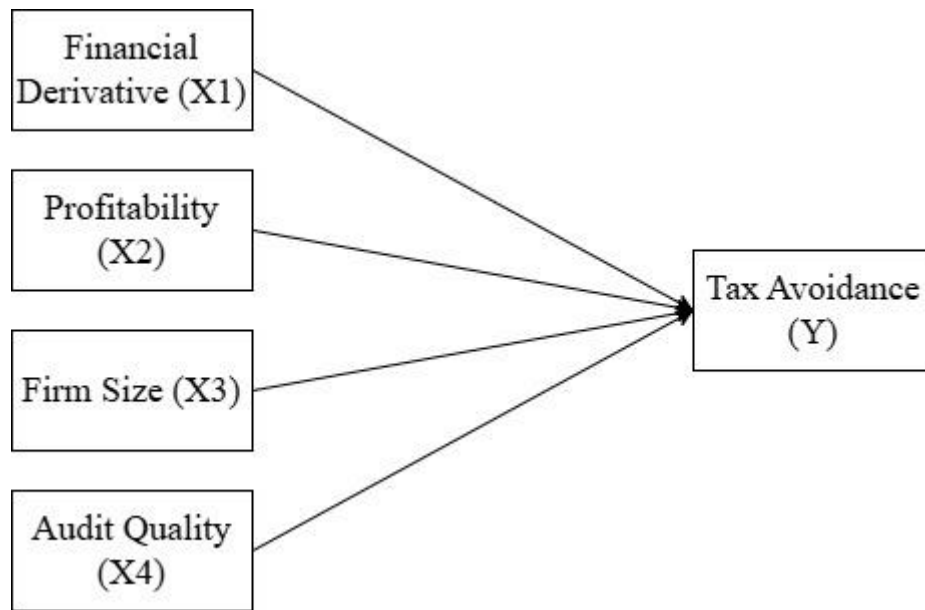 Financial
Derivative (X1)
Profitability
(X2)
Firm Size (X3)
Audit Quality
(X4)
Tax Avoidance
(Y)